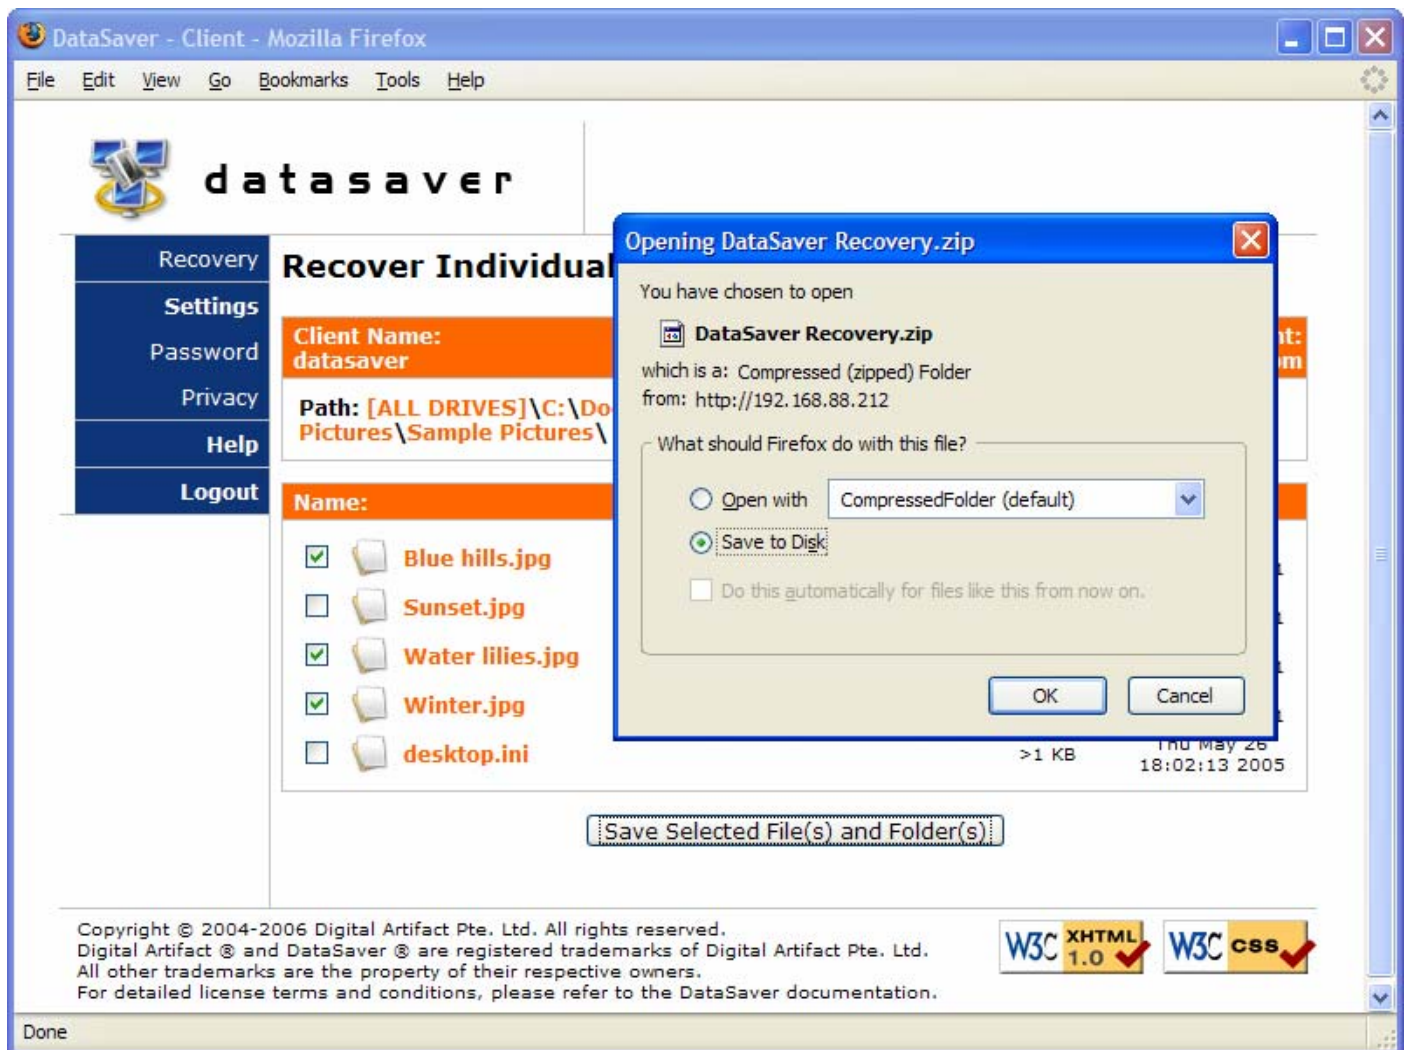 DataSaver - Client - Mozilla Firefox
File Edit View Go Bookmarks Tools Help
datasaver
Recovery
Settings
Password
Privacy
Help
Logout
Recover Individual
Client Name:
datasaver
Path: [ALL DRIVES]\C:\Do
Pictures\Sample Pictures\
Name:
Blue hills.jpg
Sunset.jpg
Water lilies.jpg
Winter.jpg
desktop.ini
>1 KB
Thu May 26
18:02:13 2005
Save Selected File(s) and Folder(s)
Opening DataSaver Recovery.zip
You have chosen to open
DataSaver Recovery.zip
which is a: Compressed (zipped) Folder
from: http://192.168.88.212
What should Firefox do with this file?
Open with CompressedFolder (default)
Save to Disk
Do this automatically for files like this from now on.
OK Cancel
Copyright © 2004-2006 Digital Artifact Pte. Ltd. All rights reserved.
Digital Artifact ® and DataSaver ® are registered trademarks of Digital Artifact Pte. Ltd.
All other trademarks are the property of their respective owners.
For detailed license terms and conditions, please refer to the DataSaver documentation.
W3C XHTML 1.0
W3C CSS
Done